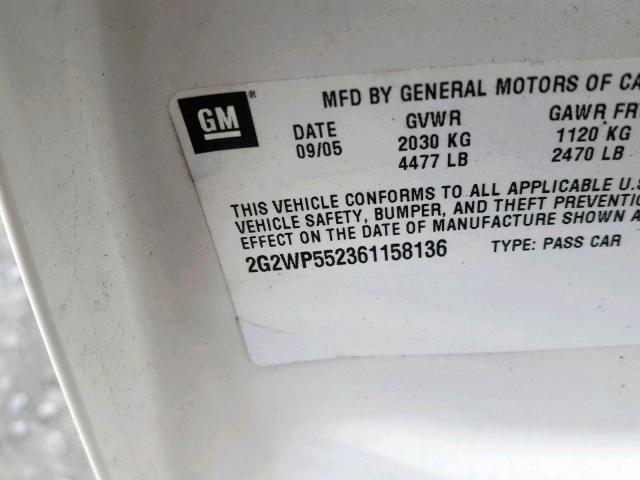 GM®
MFD BY GENERAL MOTORS OF CA
DATE GVWR GAWR FR
09/05 2030 KG 1120 KG
4477 LB 2470 LB
THIS VEHICLE CONFORMS TO ALL APPLICABLE U.S
VEHICLE SAFETY, BUMPER, AND THEFT PREVENTIO
EFFECT ON THE DATE OF MANUFACTURE SHOWN A
2G2WP552361158136 TYPE: PASS CAR